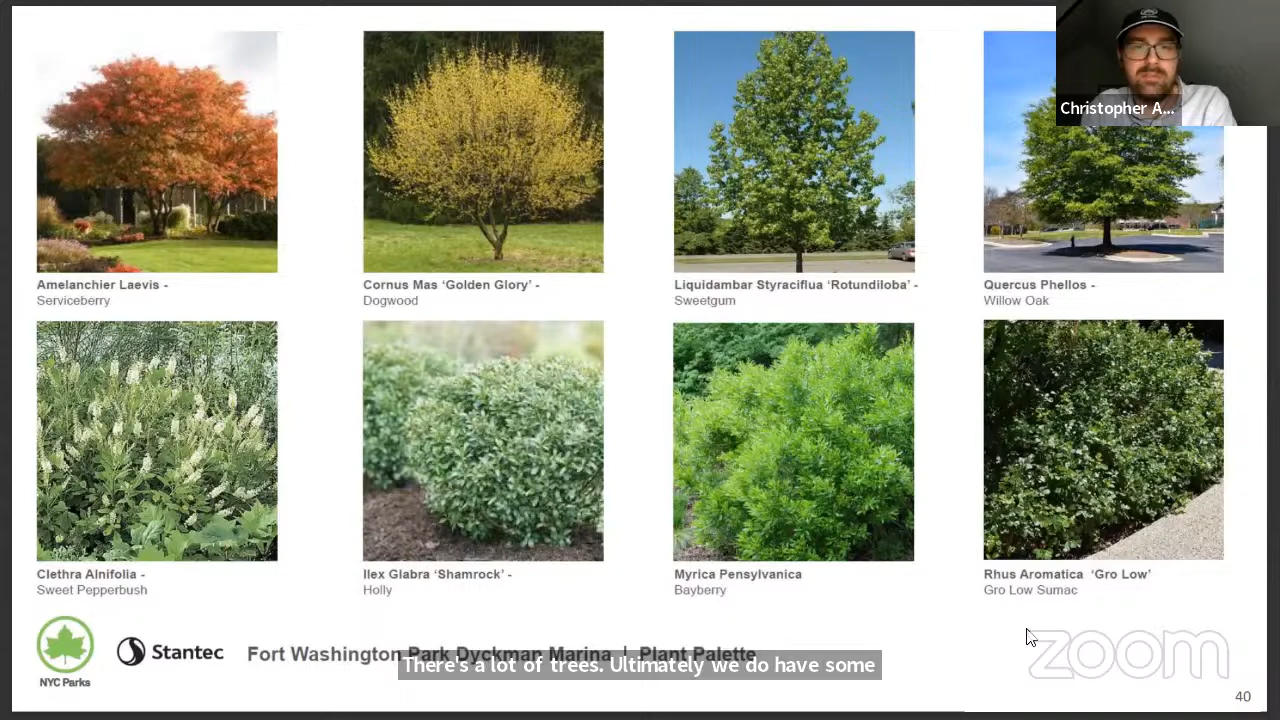 Christopher A...
Amelanchier Laevis -
Serviceberry
Cornus Mas ‘Golden Glory’ -
Dogwood
Liquidambar Styraciflua ‘Rotundiloba’ -
Sweetgum
Quercus Phellos -
Willow Oak
Clethra Alnifolia -
Sweet Pepperbush
Ilex Glabra ‘Shamrock’ -
Holly
Myrica Pensylvanica
Bayberry
Rhus Aromatica ‘Gro Low’
Gro Low Sumac
NYC Parks
Stantec
Fort Washington Park Dyckman Marina | Plant Palette
There's a lot of trees. Ultimately we do have some
zoom
40